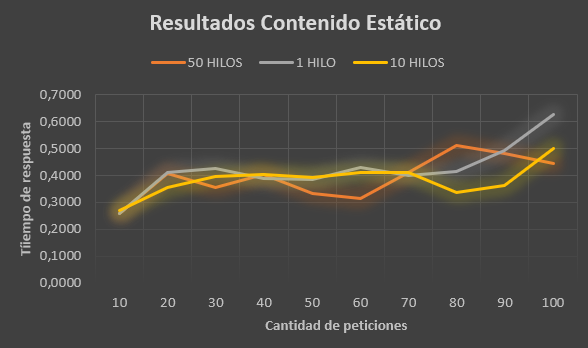 Resultados Contenido Estático
50 HILOS 1 HILO 10 HILOS
0,7000
0,6000
0,5000
0,4000
0,3000
0,2000
0,1000
0,0000
Tiiempo de respuesta
10 20 30 40 50 60 70 80 90 100
Cantidad de peticiones